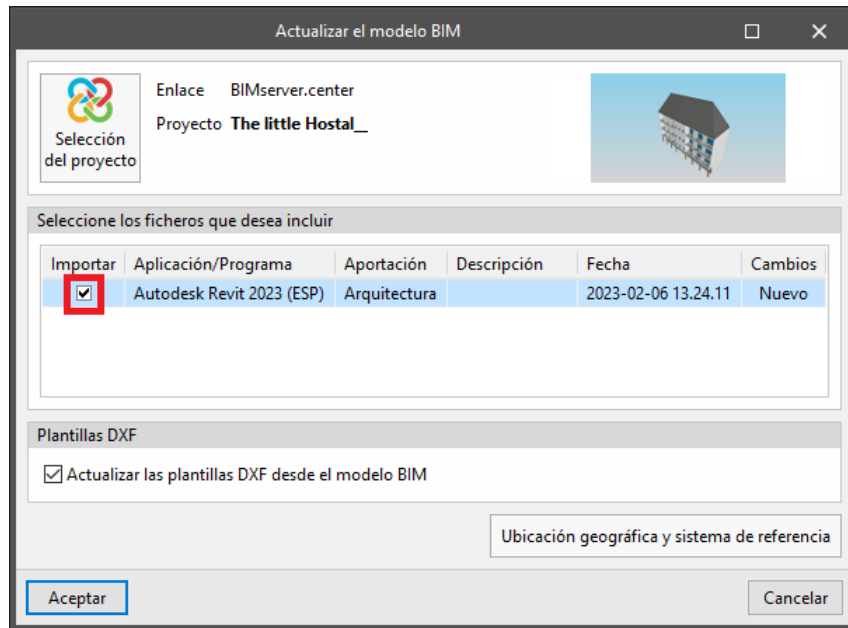 Actualizar el modelo BIM
Selección
del proyecto
Enlace BIMserver.center
Proyecto The little Hostal__
Seleccione los ficheros que desea incluir
Importar Aplicación/Programa Aportación Descripción Fecha Cambios
Autodesk Revit 2023 (ESP) Arquitectura 2023-02-06 13.24.11 Nuevo
Plantillas DXF
Actualizar las plantillas DXF desde el modelo BIM
Ubicación geográfica y sistema de referencia
Aceptar Cancelar